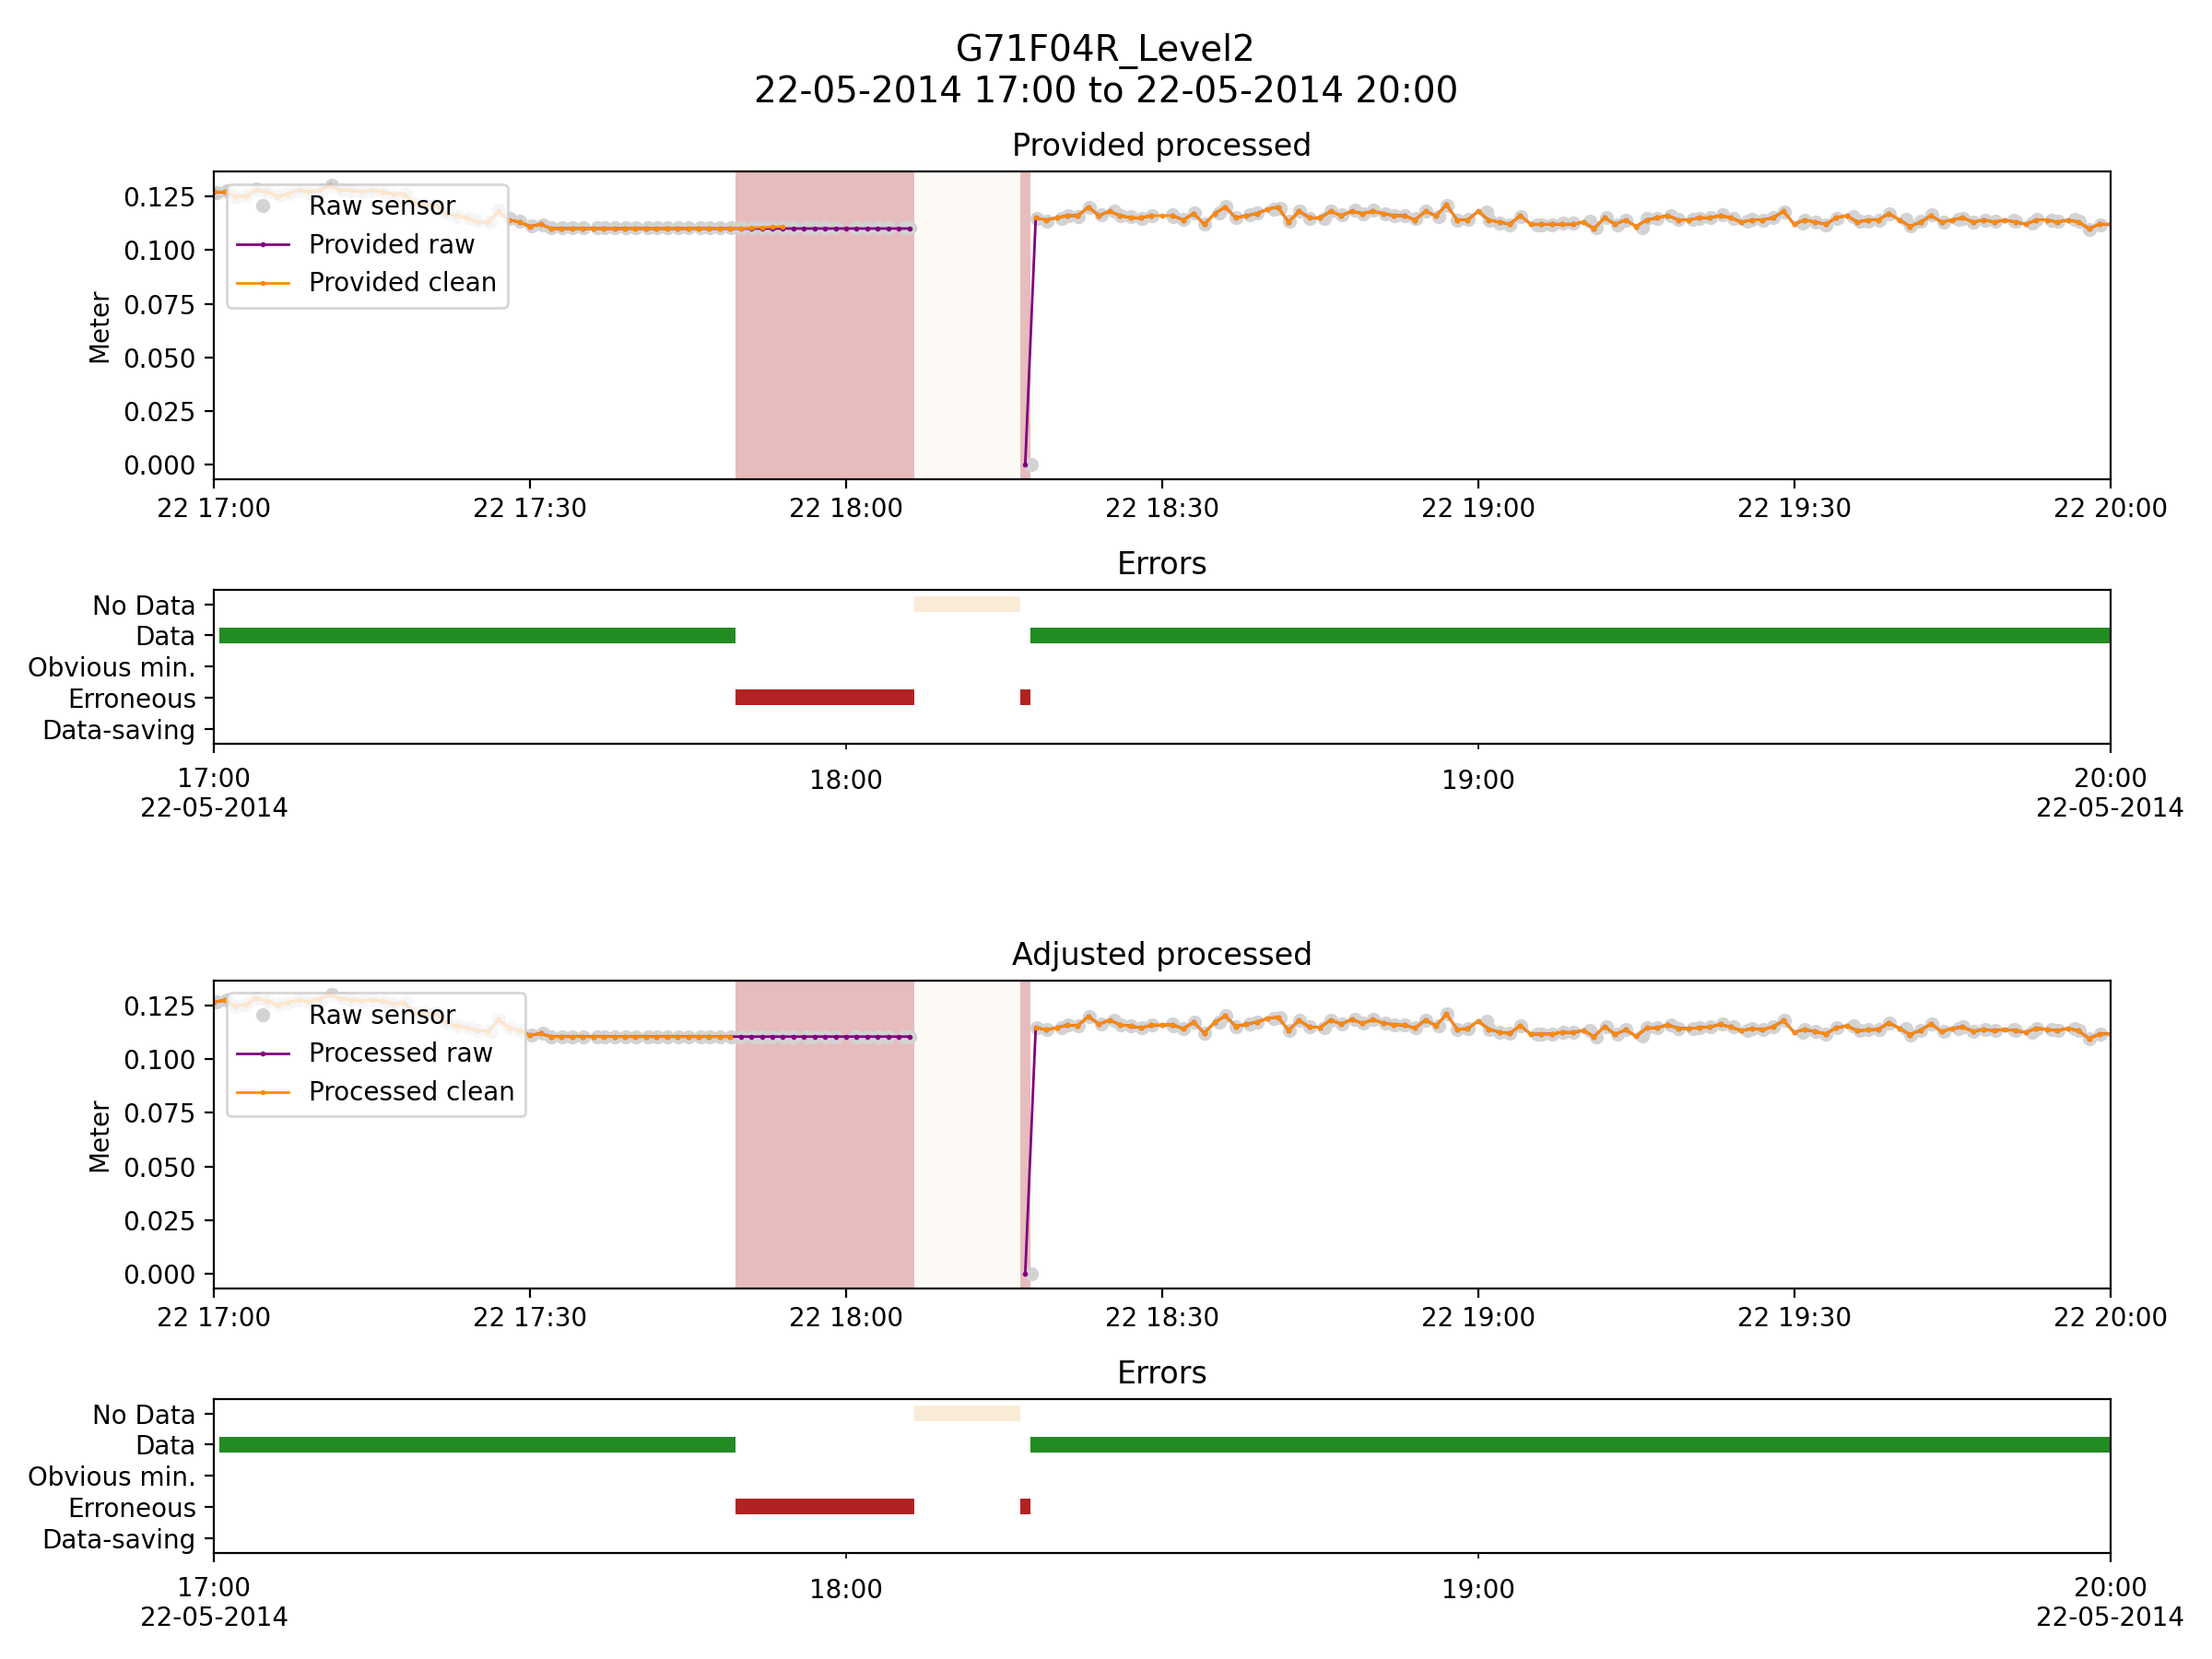 G71F04R_Level2
22-05-2014 17:00 to 22-05-2014 20:00
Provided processed
Meter
0.125
0.100
0.075
0.050
0.025
0.000
Raw sensor
Provided raw
Provided clean
22 17:00 22 17:30 22 18:00 22 18:30 22 19:00 22 19:30 22 20:00
Errors
No Data
Data
Obvious min.
Erroneous
Data-saving
17:00 18:00 19:00 20:00
22-05-2014 22-05-2014
Adjusted processed
Meter
0.125
0.100
0.075
0.050
0.025
0.000
Raw sensor
Processed raw
Processed clean
22 17:00 22 17:30 22 18:00 22 18:30 22 19:00 22 19:30 22 20:00
Errors
No Data
Data
Obvious min.
Erroneous
Data-saving
17:00 18:00 19:00 20:00
22-05-2014 22-05-2014